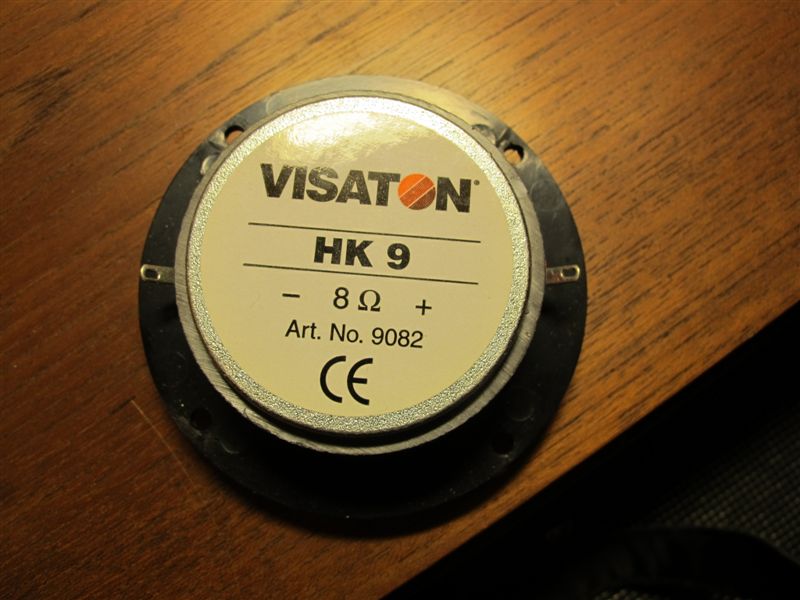 VISATON®
HK 9
− 8 Ω +
Art. No. 9082
CE